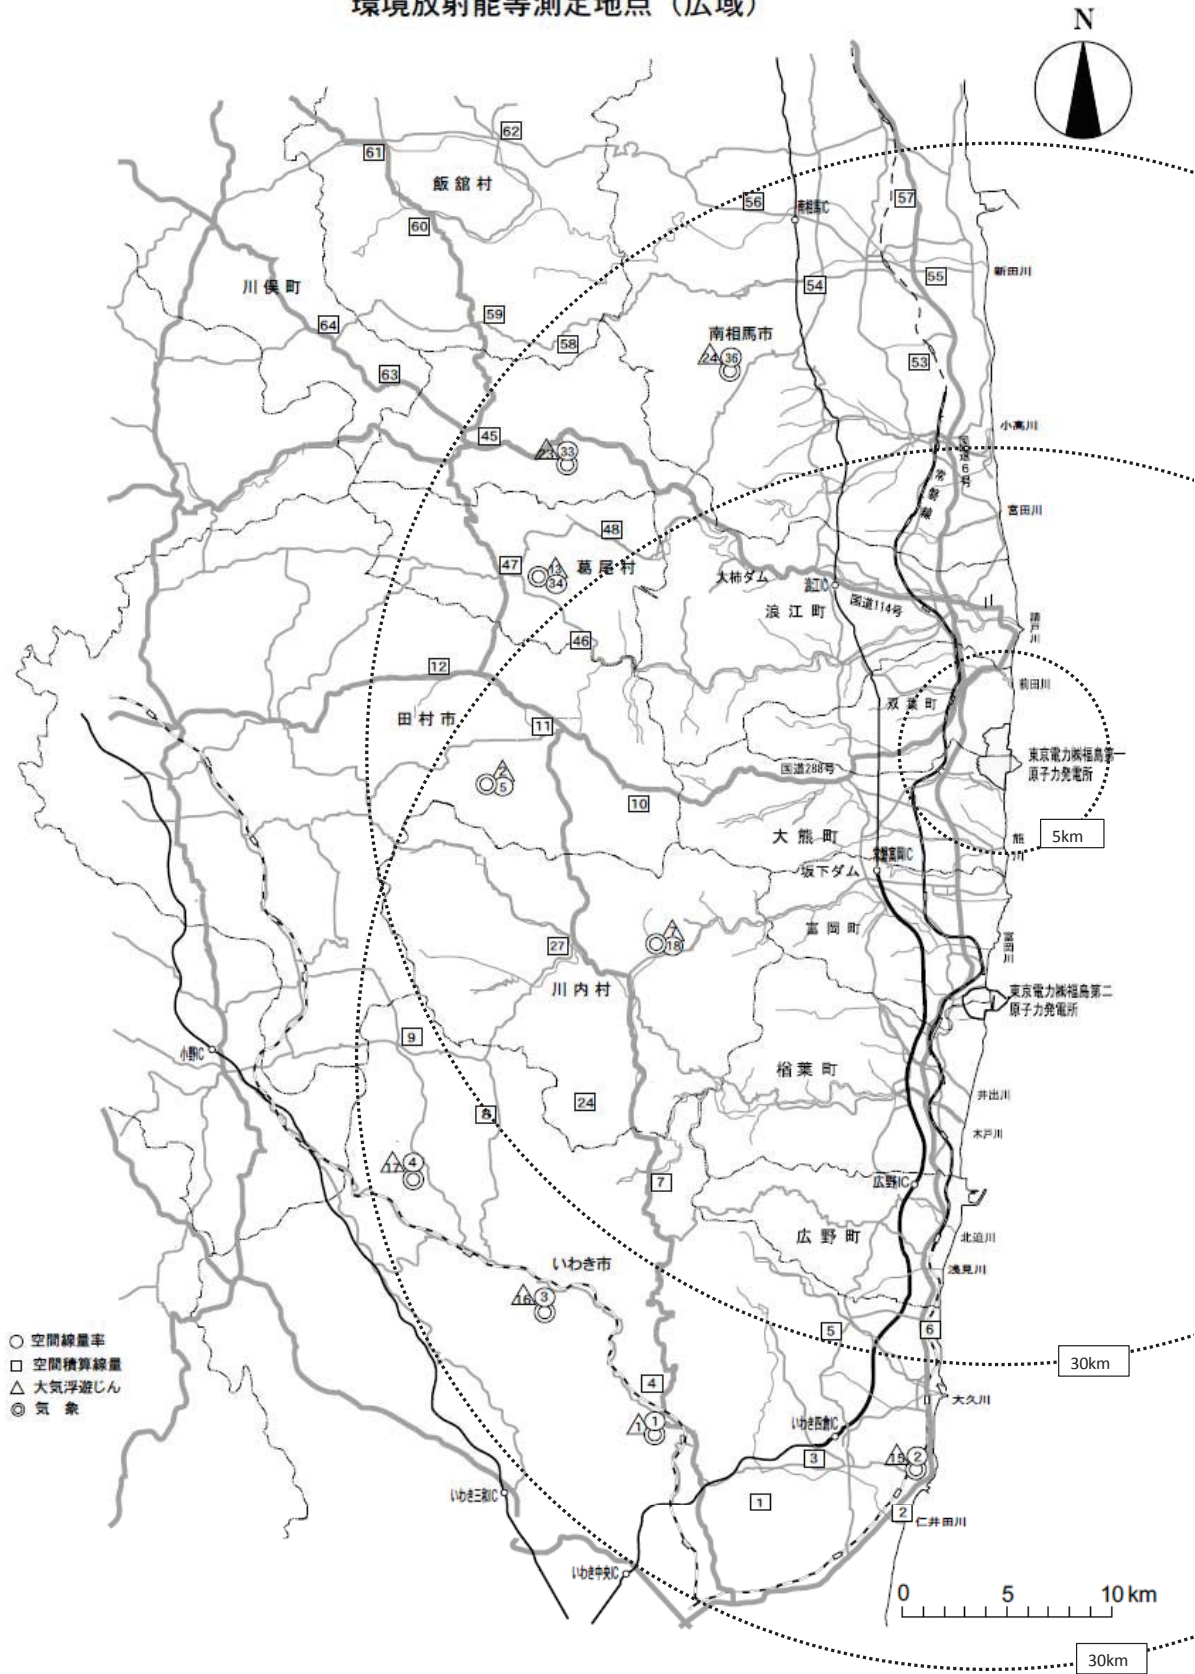 環境放射能等測定地点（広域）
N
62
61
飯舘村
57
56
南相馬IC
60
新田川
55
川俣町
54
59
64
南相馬市
58
24
36
53
63
小高川
45
国道6号
23
33
常磐線
宮田川
48
47
13
葛尾村
34
大柿ダム
浪江IC
国道114号
浪江町
請戸川
46
12
前田川
双葉町
田村市
11
東京電力㈱福島第一
原子力発電所
国道288号
2
5
10
大熊町
熊川
5km
常磐富岡IC
坂下ダム
7
18
富岡町
27
富岡川
川内村
東京電力㈱福島第二
原子力発電所
9
小野IC
楢葉町
井出川
24
8
木戸川
17
4
7
広野IC
広野町
北迫川
いわき市
浅見川
16
3
5
6
○ 空間線量率
□ 空間積算線量
△ 大気浮遊じん
◎ 気　象
30km
4
大久川
1
1
いわき四倉IC
3
15
2
いわき三和IC
1
2
仁井田川
いわき中央IC
0 5 10km
30km